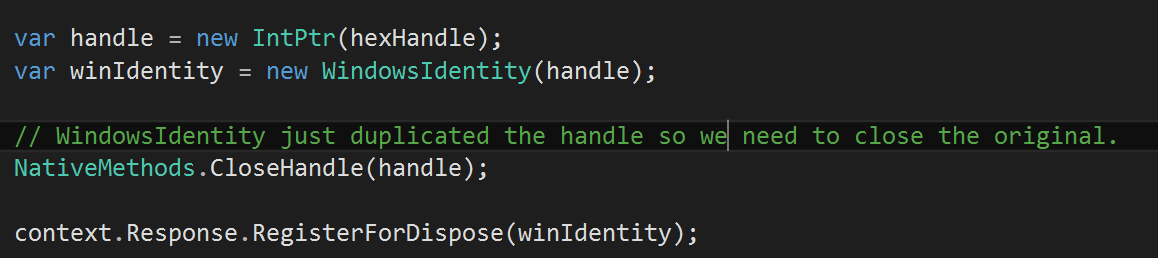 var handle = new IntPtr(hexHandle);
var winIdentity = new WindowsIdentity(handle);
// WindowsIdentity just duplicated the handle so we need to close the original.
NativeMethods.CloseHandle(handle);
context.Response.RegisterForDispose(winIdentity);